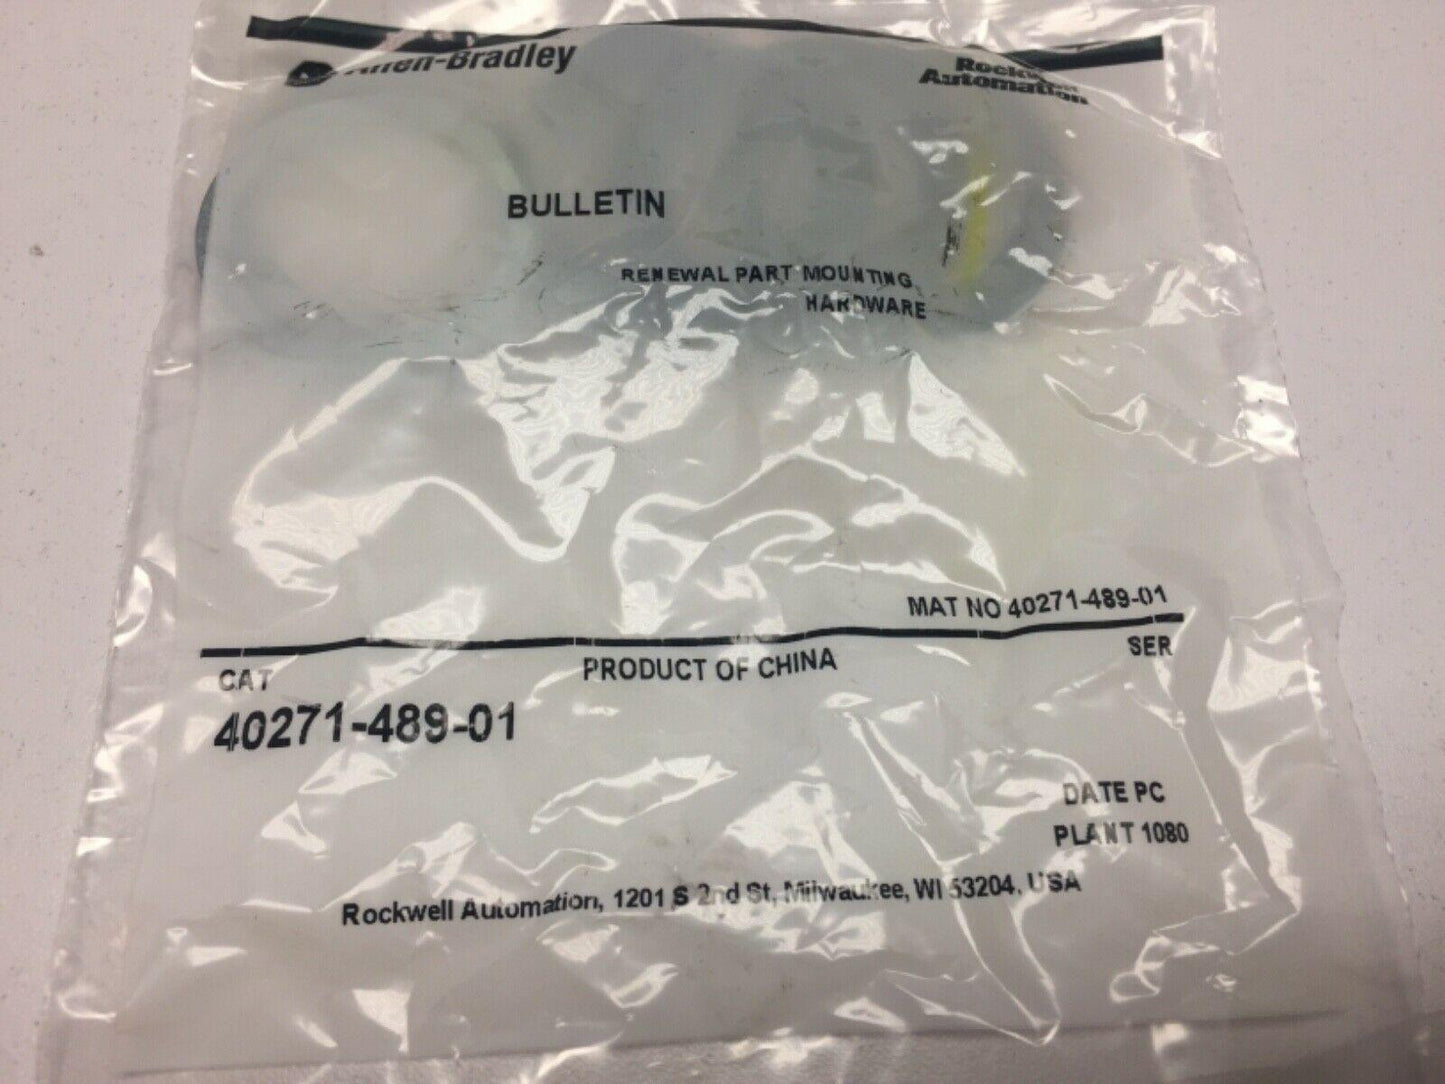 Allen-Bradley
Rockwell
Automation
BULLETIN
RENEWAL PART MOUNTING
HARDWARE
MAT NO 40271-489-01
CAT
PRODUCT OF CHINA
SER
40271-489-01
DATE PC
PLANT 1080
Rockwell Automation, 1201 S 2nd St, Milwaukee, WI 53204, USA